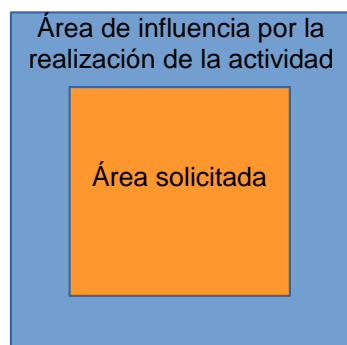 Área de influencia por la
realización de la actividad
Área solicitada